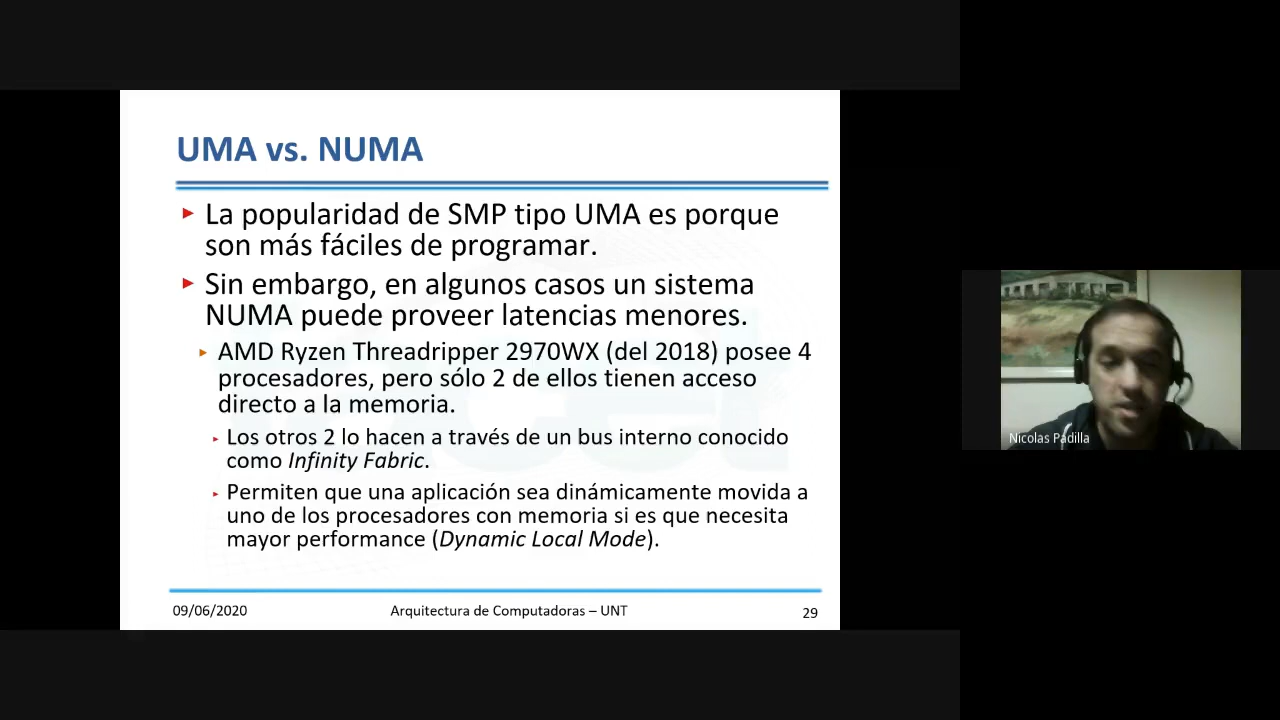 UMA vs. NUMA
La popularidad de SMP tipo UMA es porque
son más fáciles de programar.
Sin embargo, en algunos casos un sistema
NUMA puede proveer latencias menores.
AMD Ryzen Threadripper 2970WX (del 2018) posee 4
procesadores, pero sólo 2 de ellos tienen acceso
directo a la memoria.
Los otros 2 lo hacen a través de un bus interno conocido
como Infinity Fabric.
Permiten que una aplicación sea dinámicamente movida a
uno de los procesadores con memoria si es que necesita
mayor performance (Dynamic Local Mode).
09/06/2020 Arquitectura de Computadoras – UNT 29
Nicolas Padilla